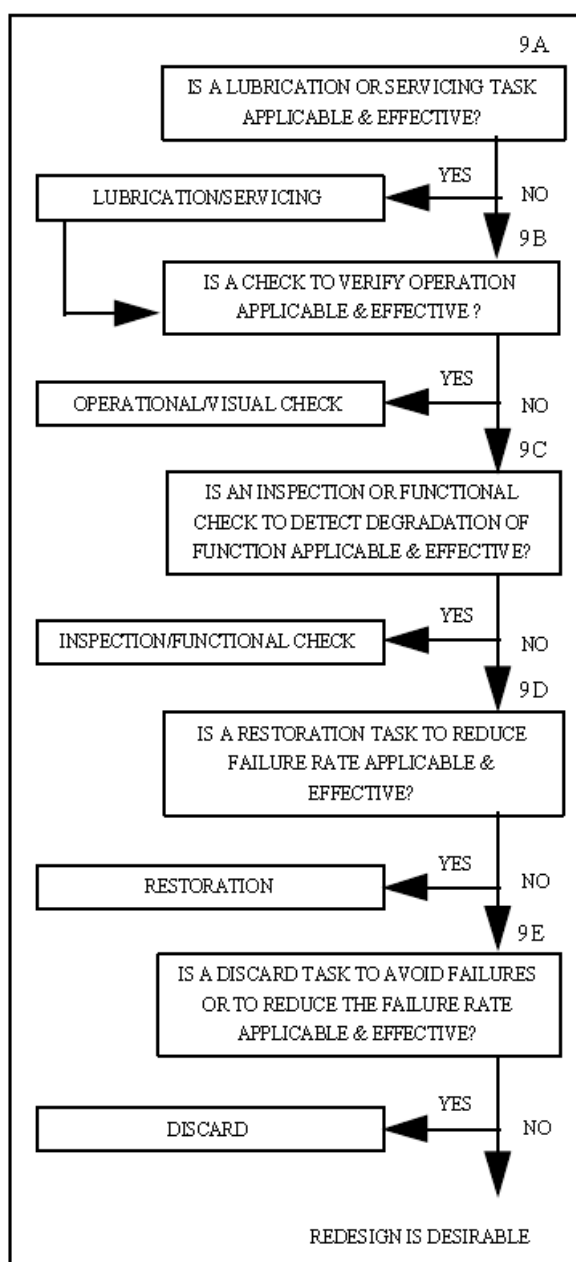 9A
IS A LUBRICATION OR SERVICING TASK
APPLICABLE & EFFECTIVE?
YES
LUBRICATION/SERVICING
NO
9B
IS A CHECK TO VERIFY OPERATION
APPLICABLE & EFFECTIVE ?
YES
OPERATIONAL/VISUAL CHECK
NO
9C
IS AN INSPECTION OR FUNCTIONAL
CHECK TO DETECT DEGRADATION OF
FUNCTION APPLICABLE & EFFECTIVE?
YES
INSPECTION/FUNCTIONAL CHECK
NO
9D
IS A RESTORATION TASK TO REDUCE
FAILURE RATE APPLICABLE &
EFFECTIVE?
YES
RESTORATION
NO
9E
IS A DISCARD TASK TO AVOID FAILURES
OR TO REDUCE THE FAILURE RATE
APPLICABLE & EFFECTIVE?
YES
DISCARD
NO
REDESIGN IS DESIRABLE